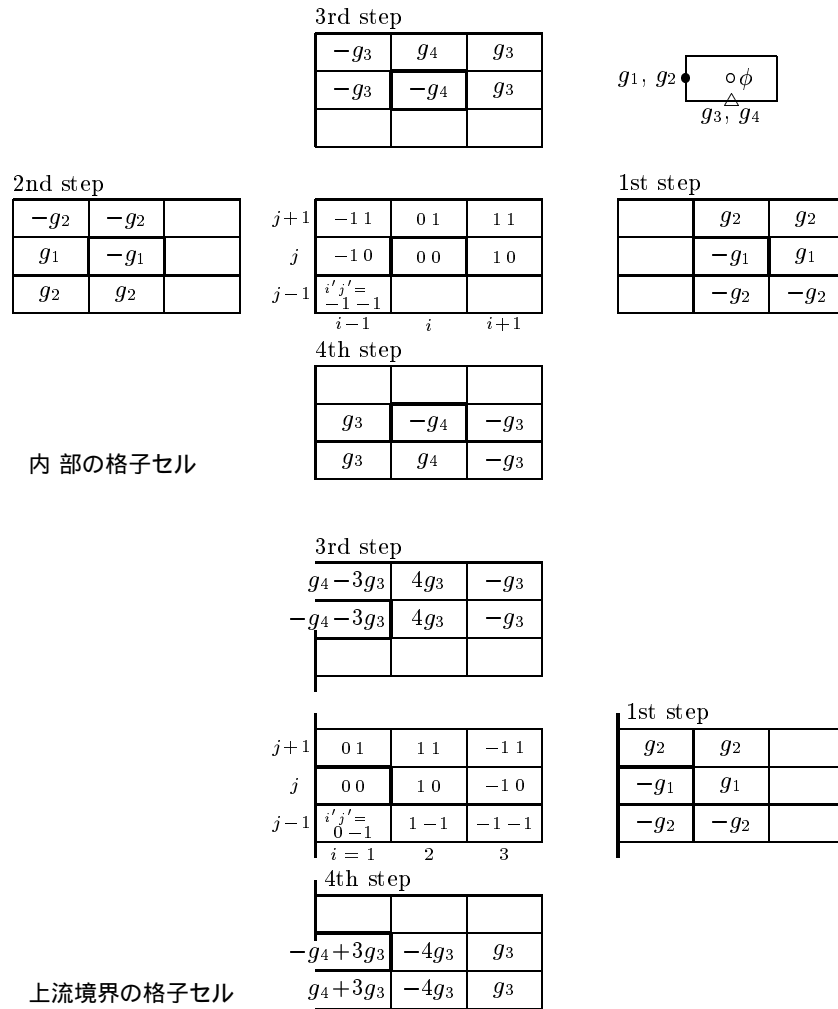 3rd step
−g3 g4 g3
−g3 −g4 g3
g1, g2 ϕ
g3, g4
2nd step
−g2 −g2
g1 −g1
g2 g2
j+1 −1 1 0 1 1 1
j −1 0 0 0 1 0
j−1 i′j′=
−1 −1
i−1 i i+1
1st step
g2 g2
−g1 g1
−g2 −g2
4th step
g3 −g4 −g3
g3 g4 −g3
内 部の格子セル
3rd step
g4−3g3 4g3 −g3
−g4−3g3 4g3 −g3
j+1 0 1 1 1 −1 1
j 0 0 1 0 −1 0
j−1 i′j′=
0 −1 1 −1 −1 −1
i = 1 2 3
1st step
g2 g2
−g1 g1
−g2 −g2
4th step
−g4+3g3 −4g3 g3
g4+3g3 −4g3 g3
上流境界の格子セル